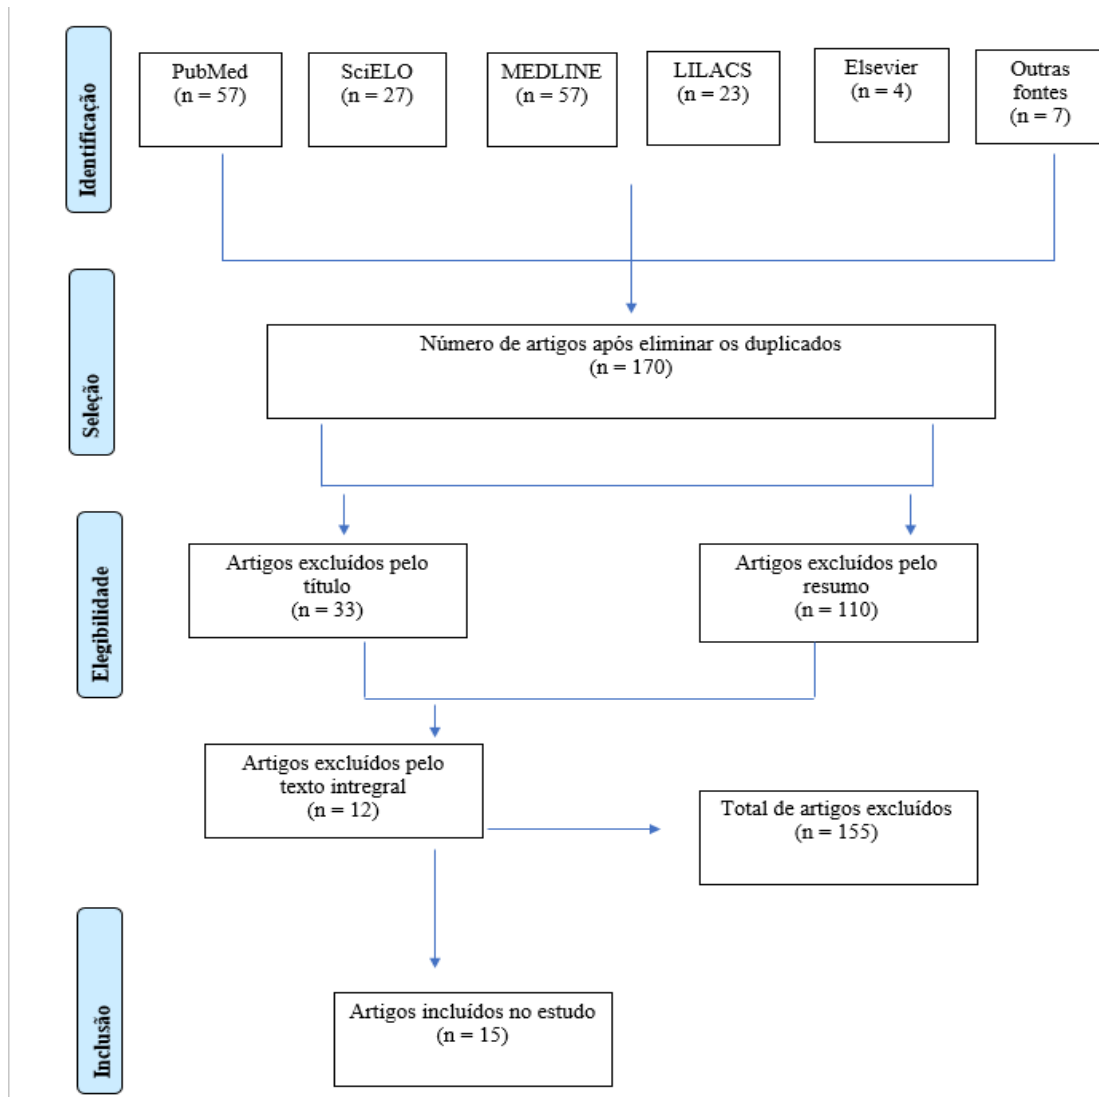 Identificação
PubMed
(n = 57)
SciELO
(n = 27)
MEDLINE
(n = 57)
LILACS
(n = 23)
Elsevier
(n = 4)
Outras
fontes
(n = 7)
Seleção
Número de artigos após eliminar os duplicados
(n = 170)
Elegibilidade
Artigos excluídos pelo
título
(n = 33)
Artigos excluídos pelo
resumo
(n = 110)
Artigos excluídos pelo
texto intregral
(n = 12)
Total de artigos excluídos
(n = 155)
Inclusão
Artigos incluídos no estudo
(n = 15)